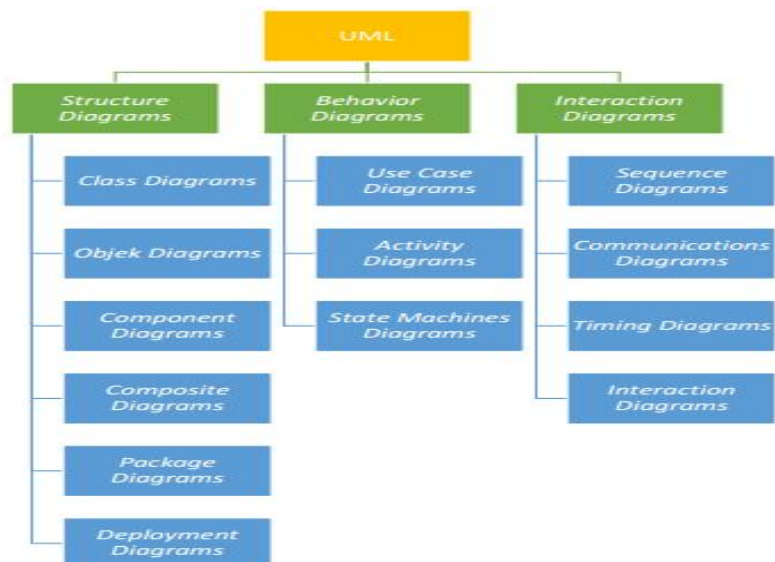 UML
Structure
Diagrams
Class Diagrams
Objek Diagrams
Component
Diagrams
Composite
Diagrams
Package
Diagrams
Deployment
Diagrams
Behavior
Diagrams
Use Case
Diagrams
Activity
Diagrams
State Machines
Diagrams
Interaction
Diagrams
Sequence
Diagrams
Communications
Diagrams
Timing Diagrams
Interaction
Diagrams